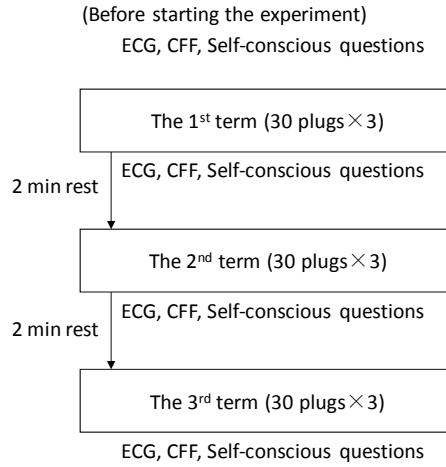 (Before starting the experiment)
ECG, CFF, Self-conscious questions
The 1st term (30 plugs×3)
ECG, CFF, Self-conscious questions
2 min rest
The 2nd term (30 plugs×3)
ECG, CFF, Self-conscious questions
2 min rest
The 3rd term (30 plugs×3)
ECG, CFF, Self-conscious questions